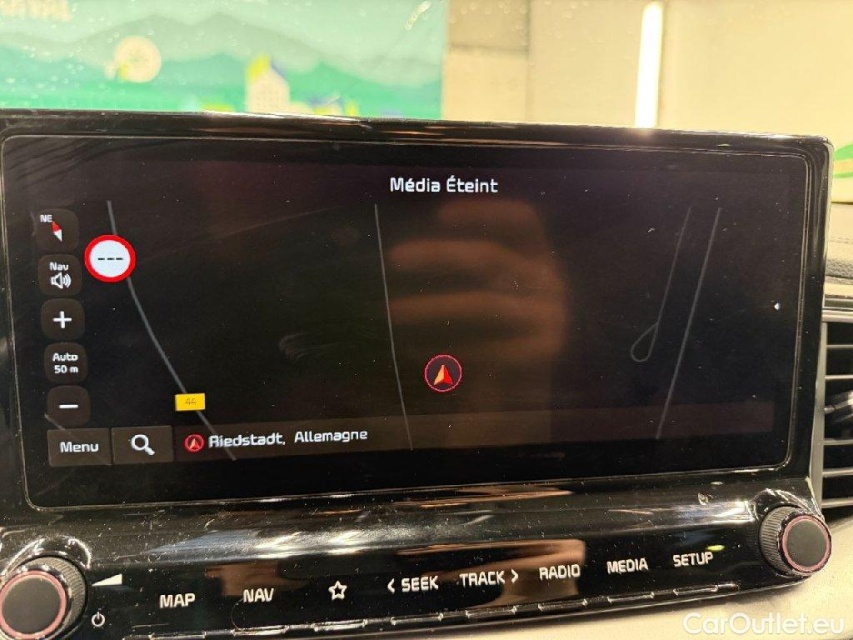 Média Éteint
NE
---
Nav
+
Auto
50 m
−
44
Menu
Riedstadt, Allemagne
MAP
NAV
☆
< SEEK
TRACK >
RADIO
MEDIA
SETUP
CarOutlet.eu